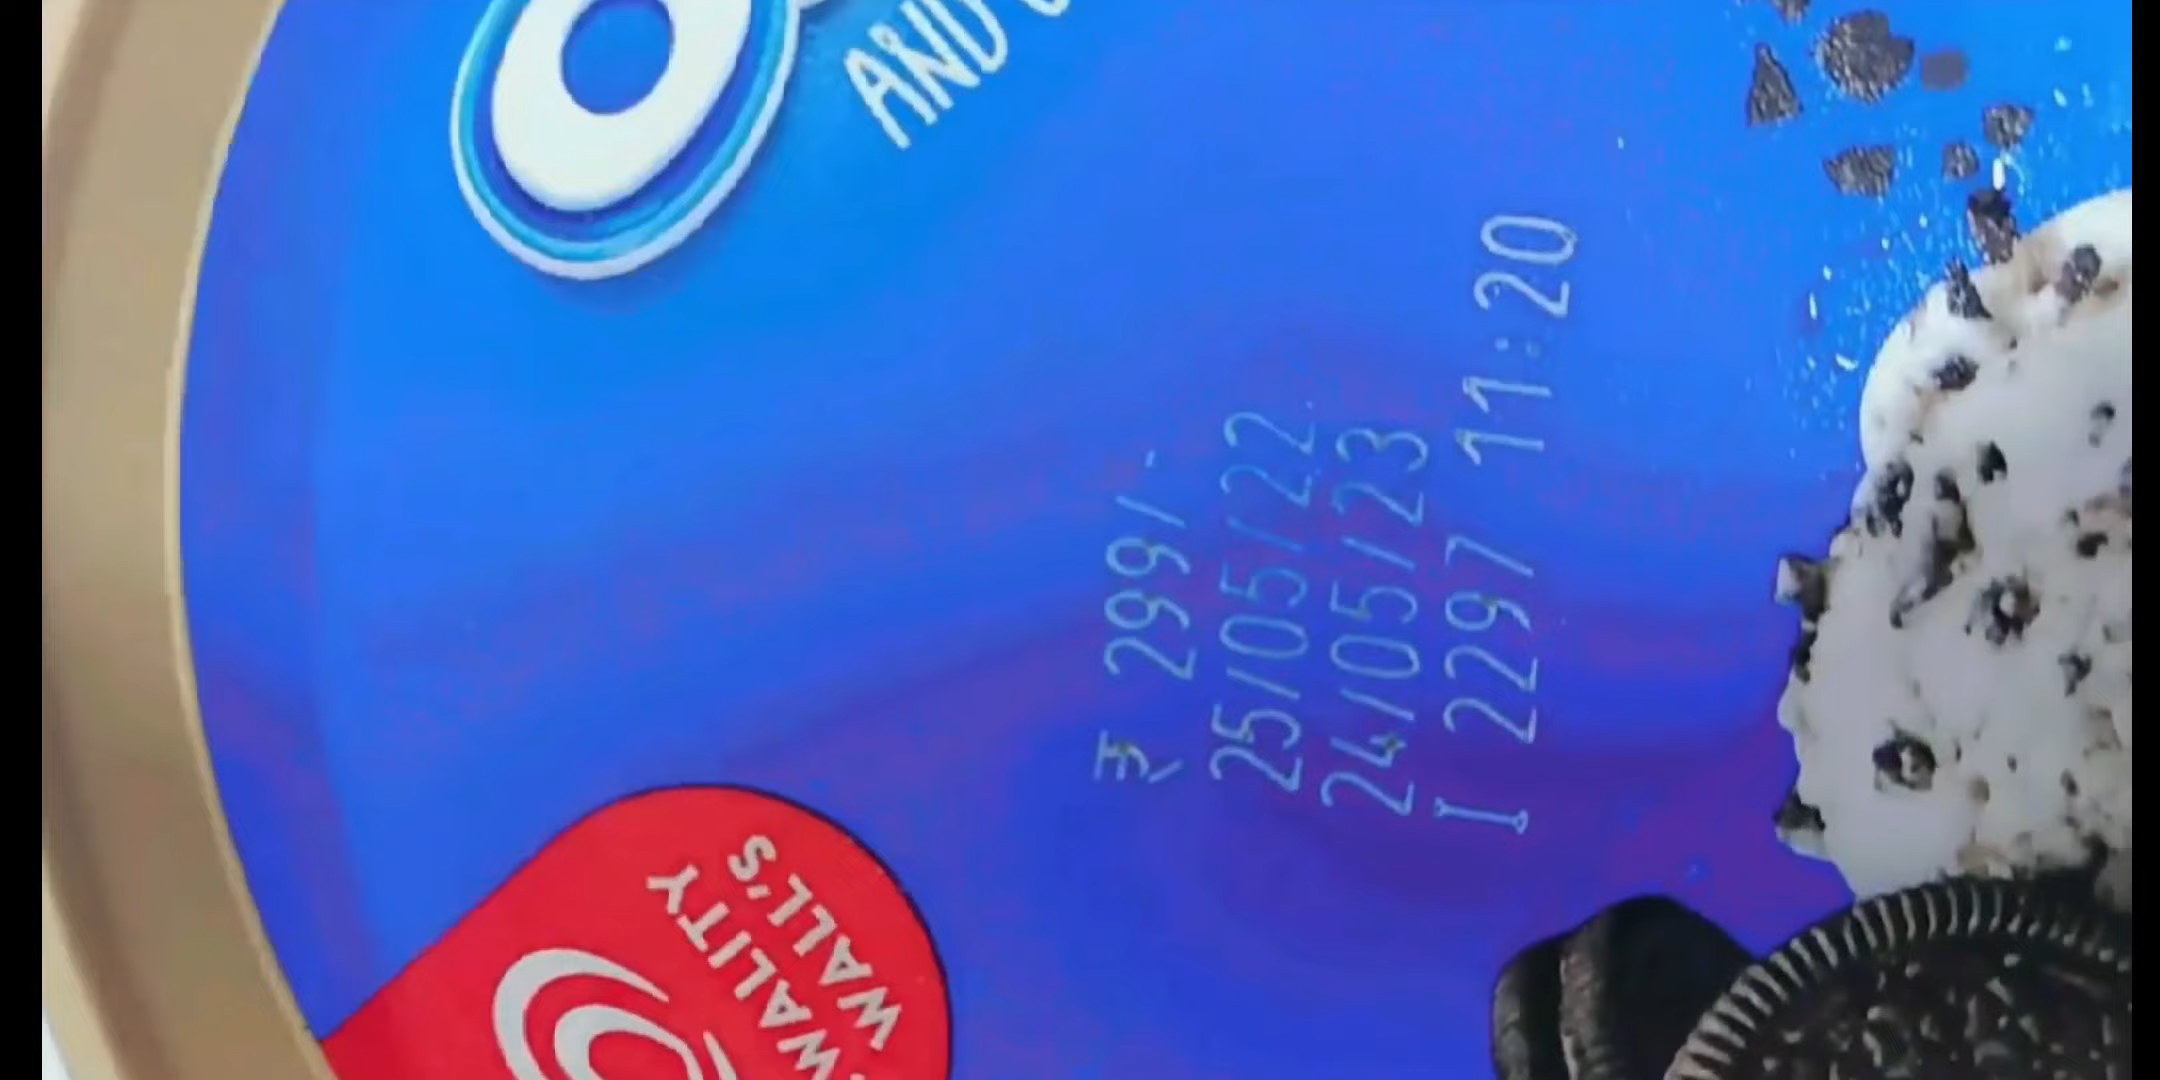 AND
₹ 299/-
25/05/22
24/05/23
I 2297 11:20
KWALITY
WALL'S